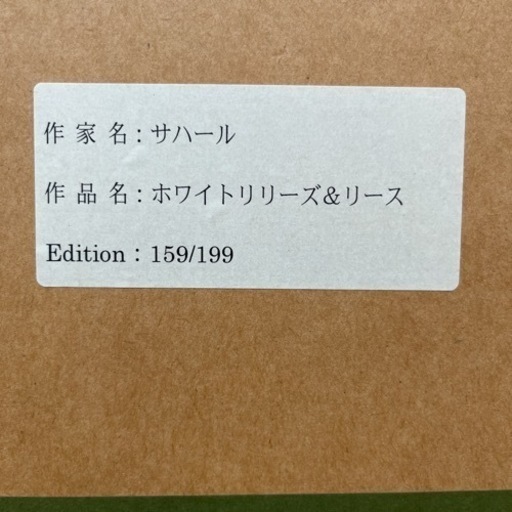 作 家 名 : サハール
作 品 名 : ホワイトリリーズ&リース
Edition : 159/199